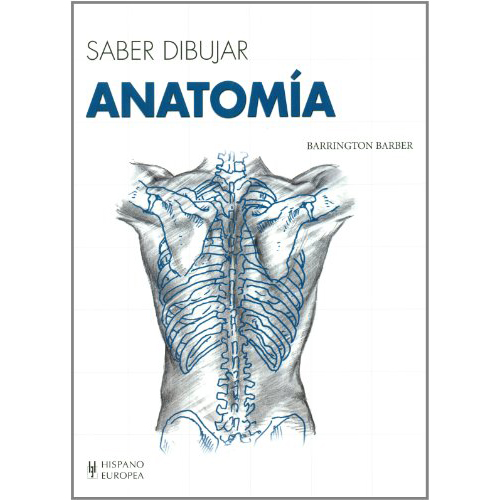 SABER DIBUJAR
ANATOMÍA
BARRINGTON BARBER
HISPANO
EUROPEA